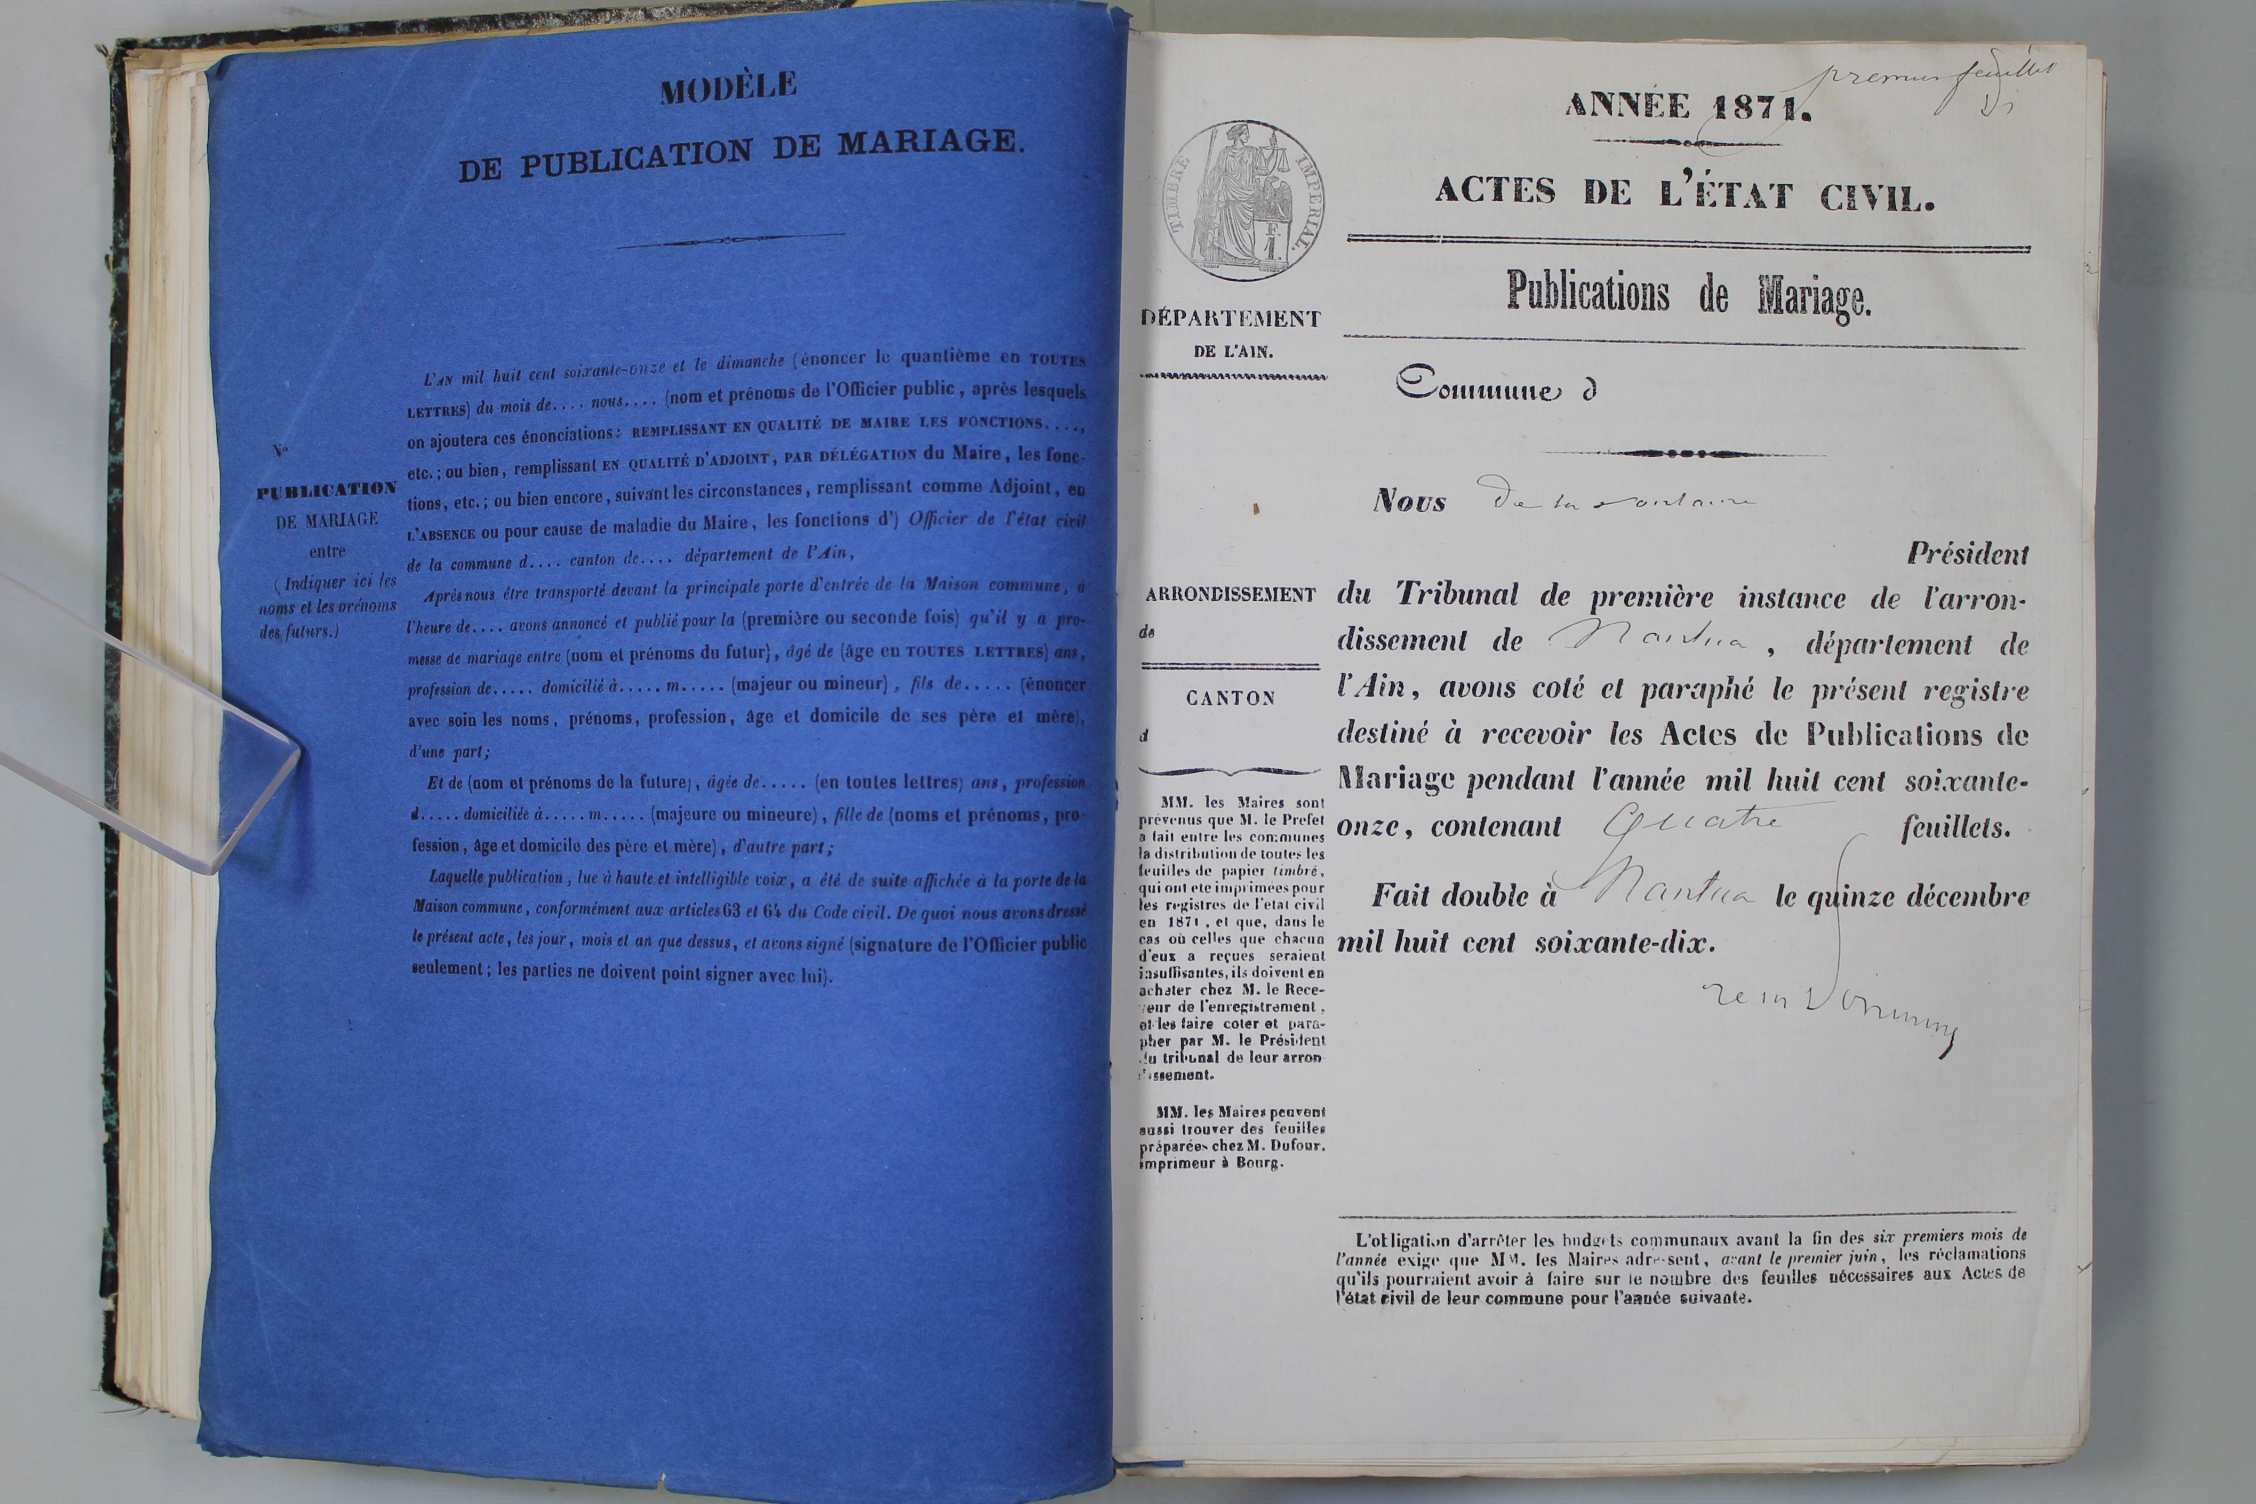 MODÈLE
DE PUBLICATION DE MARIAGE.
L'AN mil huit cent soixante-onze et le dimanche (énoncer le quantième en TOUTES
LETTRES) du mois de.... nous.... (nom et prénoms de l'Officier public, après lesquels
on ajoutera ces énonciations: REMPLISSANT EN QUALITÉ DE MAIRE LES FONCTIONS....,
etc.; ou bien, remplissant EN QUALITÉ D'ADJOINT, PAR DÉLÉGATION du Maire, les fonc-
tions, etc.; ou bien encore, suivant les circonstances, remplissant comme Adjoint, en
L'ABSENCE ou pour cause de maladie du Maire, les fonctions d') Officier de l'état civil
de la commune d.... canton de.... département de l'Ain,
Après nous être transporté devant la principale porte d'entrée de la Maison commune, à
l'heure de.... avons annoncé et publié pour la (première ou seconde fois) qu'il y a pro-
messe de mariage entre (nom et prénoms du futur), âgé de (âge en TOUTES LETTRES) ans,
profession de..... domicilié à..... m..... (majeur ou mineur), fils de..... (énoncer
avec soin les noms, prénoms, profession, âge et domicile de ses père et mère),
d'une part;
Et de (nom et prénoms de la future), âgée de..... (en toutes lettres) ans, profession
d..... domiciliée à..... m..... (majeure ou mineure), fille de (noms et prénoms, pro-
fession, âge et domicile des père et mère), d'autre part;
Laquelle publication, lue à haute et intelligible voix, a été de suite affichée à la porte de la
Maison commune, conformément aux articles 63 et 64 du Code civil. De quoi nous avons dressé
le présent acte, les jour, mois et an que dessus, et avons signé (signature de l'Officier public
seulement; les parties ne doivent point signer avec lui).
No
PUBLICATION
DE MARIAGE
entre
(Indiquer ici les
noms et les prénoms
des futurs.)
premier feuillet
ANNÉE 1871.
ACTES DE L'ÉTAT CIVIL.
Publications de Mariage.
TIMBRE IMPERIAL.
F
1.
DÉPARTEMENT
DE L'AIN.
ARRONDISSEMENT
de
CANTON
d
MM. les Maires sont
prévenus que M. le Prefet
a fait entre les communes
la distribution de toutes les
feuilles de papier timbré,
qui ont ete imprimées pour
les registres de l'etat civil
en 1871, et que, dans le
cas où celles que chacun
d'eux a reçues seraient
insuffisantes, ils doivent en
acheter chez M. le Rece-
veur de l'enregistrement,
et les faire coter et para-
pher par M. le Président
du tribunal de leur arron-
dissement.
MM. les Maires peuvent
aussi trouver des feuilles
préparées chez M. Dufour,
imprimeur à Bourg.
Commune d
Nous De la fontaine
Président
du Tribunal de première instance de l'arron-
dissement de Nantua, département de
l'Ain, avons coté et paraphé le présent registre
destiné à recevoir les Actes de Publications de
Mariage pendant l'année mil huit cent soixante-
onze, contenant Quatre feuillets.
Fait double à Nantua le quinze décembre
mil huit cent soixante-dix.
L'obligation d'arrêter les budgets communaux avant la fin des six premiers mois de
l'année exige que MM. les Maires adressent, avant le premier juin, les réclamations
qu'ils pourraient avoir à faire sur le nombre des feuilles nécessaires aux Actes de
l'état civil de leur commune pour l'année suivante.